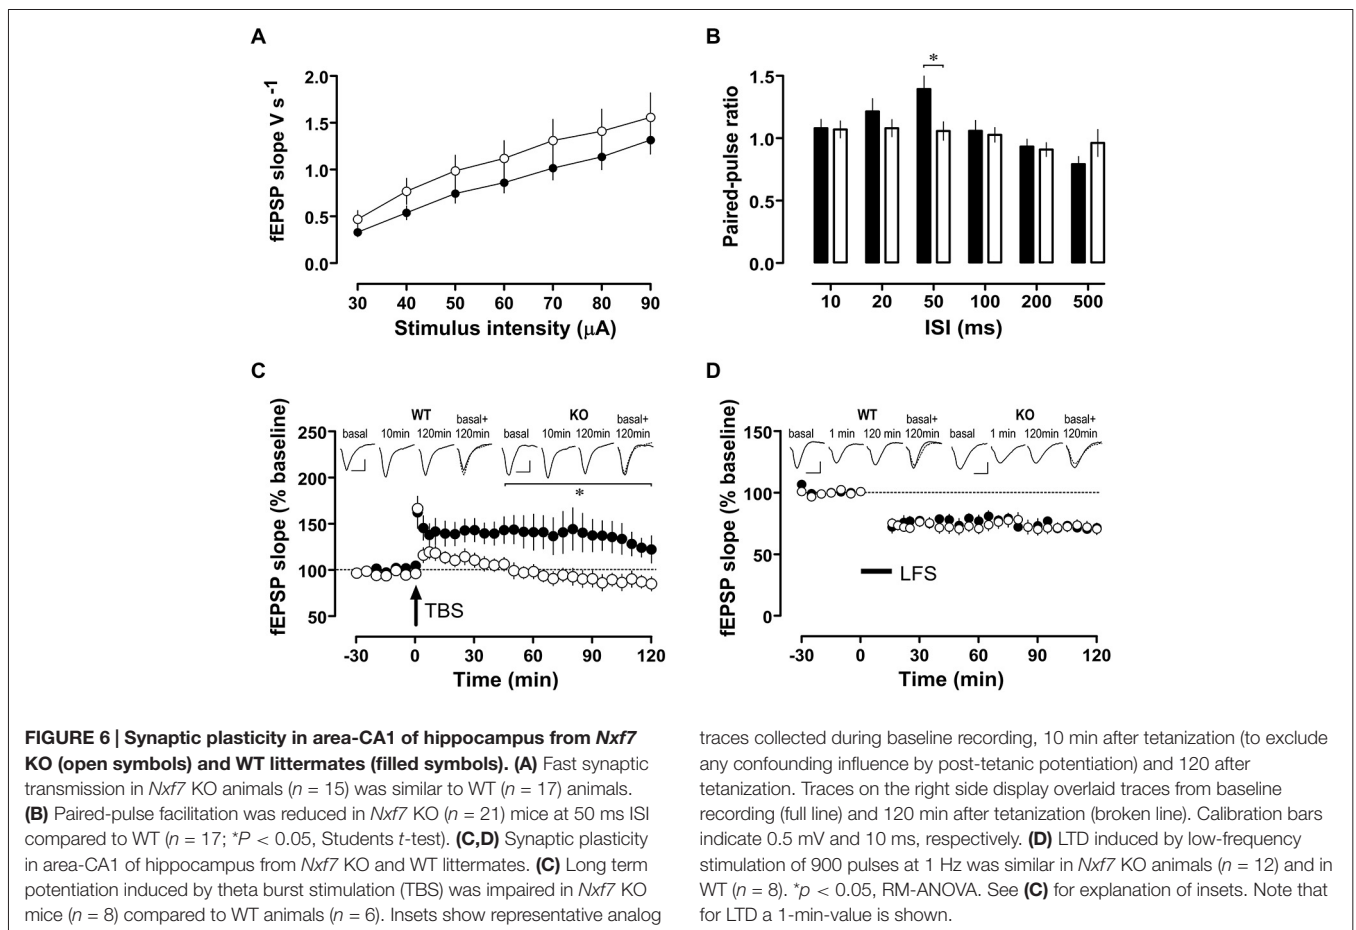 A
fEPSP slope V s -1
2.0
1.5
1.0
0.5
0.0
30 40 50 60 70 80 90
Stimulus intensity (μA)
B
*
Paired-pulse ratio
1.5
1.0
0.5
0.0
10 20 50 100 200 500
ISI (ms)
C
fEPSP slope (% baseline)
WT KO
basal 10min 120min basal+ 120min basal 10min 120min basal+ 120min
250
200
150
100
50
*
TBS
-30 0 30 60 90 120
Time (min)
D
fEPSP slope (% baseline)
WT KO
basal 1 min 120 min basal+ 120min basal 1 min 120min basal+ 120min
150
100
50
0
LFS
-30 0 30 60 90 120
Time (min)
FIGURE 6 | Synaptic plasticity in area-CA1 of hippocampus from Nxf7
KO (open symbols) and WT littermates (filled symbols). (A) Fast synaptic
transmission in Nxf7 KO animals (n = 15) was similar to WT (n = 17) animals.
(B) Paired-pulse facilitation was reduced in Nxf7 KO (n = 21) mice at 50 ms ISI
compared to WT (n = 17; *P < 0.05, Students t-test). (C,D) Synaptic plasticity
in area-CA1 of hippocampus from Nxf7 KO and WT littermates. (C) Long term
potentiation induced by theta burst stimulation (TBS) was impaired in Nxf7 KO
mice (n = 8) compared to WT animals (n = 6). Insets show representative analog
traces collected during baseline recording, 10 min after tetanization (to exclude
any confounding influence by post-tetanic potentiation) and 120 after
tetanization. Traces on the right side display overlaid traces from baseline
recording (full line) and 120 min after tetanization (broken line). Calibration bars
indicate 0.5 mV and 10 ms, respectively. (D) LTD induced by low-frequency
stimulation of 900 pulses at 1 Hz was similar in Nxf7 KO animals (n = 12) and in
WT (n = 8). *p < 0.05, RM-ANOVA. See (C) for explanation of insets. Note that
for LTD a 1-min-value is shown.